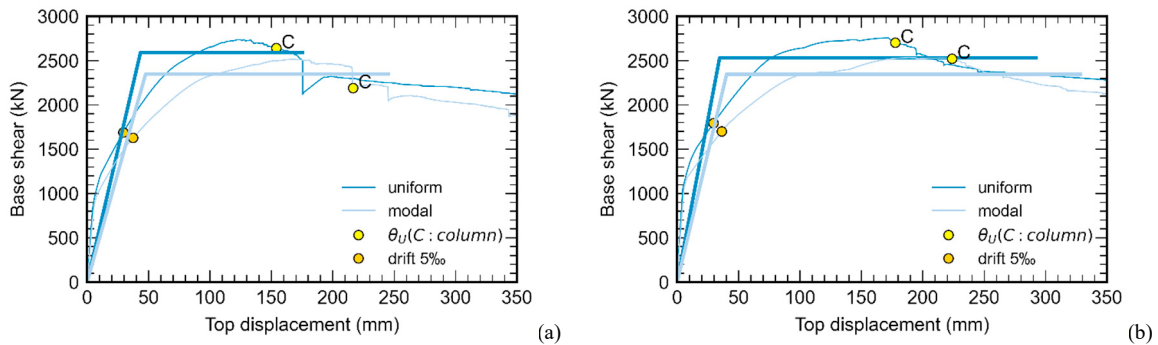 3000
2500
2000
1500
1000
500
0
Base shear (kN)
C
C
uniform
modal
θU(C : column)
drift 5‰
0 50 100 150 200 250 300 350
Top displacement (mm)
(a)
3000
2500
2000
1500
1000
500
0
Base shear (kN)
C
C
uniform
modal
θU(C : column)
drift 5‰
0 50 100 150 200 250 300 350
Top displacement (mm)
(b)